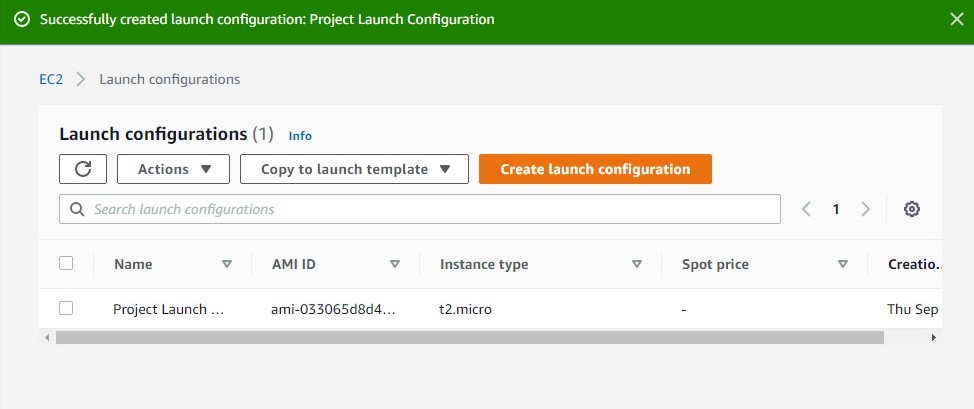 Successfully created launch configuration: Project Launch Configuration
EC2 Launch configurations
Launch configurations (1) Info
Actions Copy to launch template Create launch configuration
Search launch configurations 1
Name AMI ID Instance type Spot price Creatio...
Project Launch ... ami-033065d8d4... t2.micro - Thu Sep